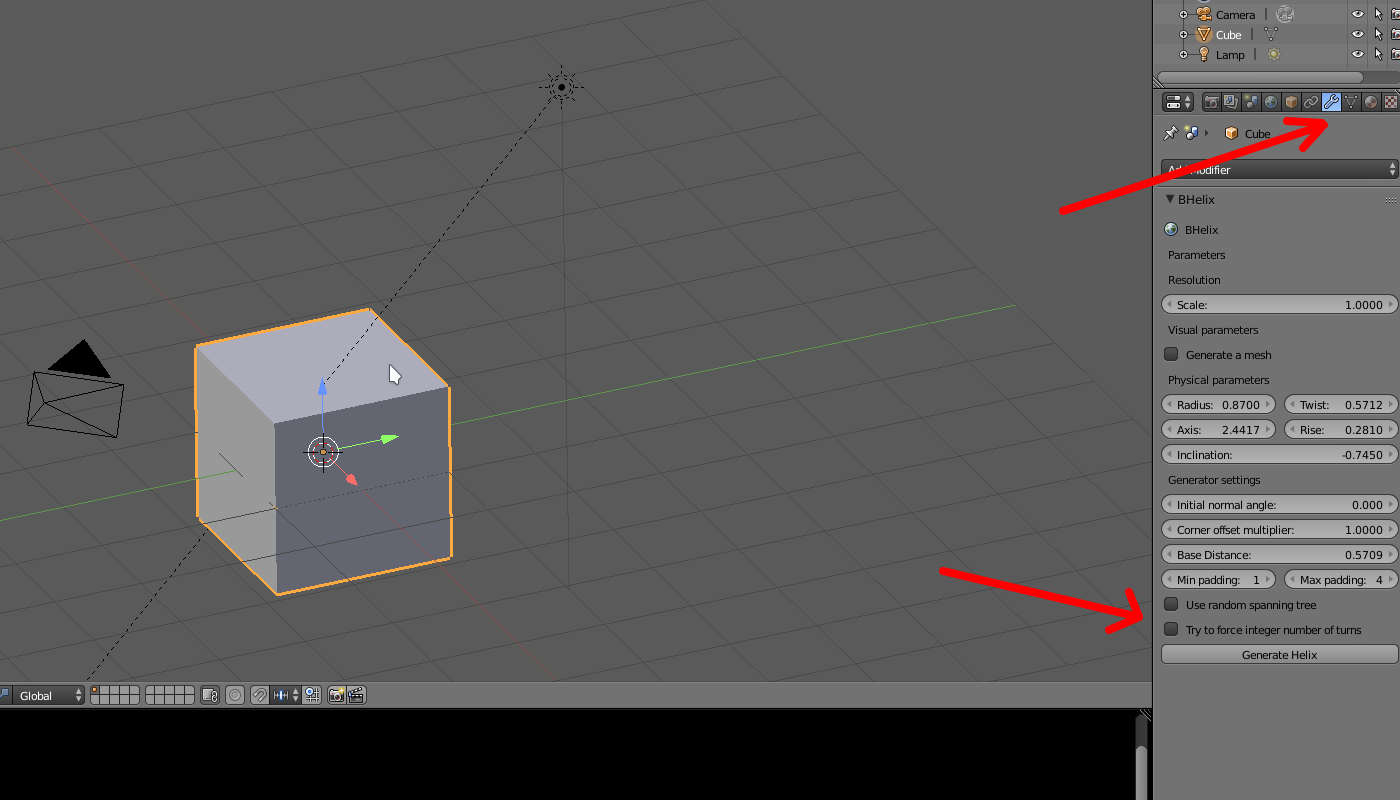 Camera
Cube
Lamp
Cube
Add Modifier
BHelix
BHelix
Parameters
Resolution
Scale: 1.0000
Visual parameters
Generate a mesh
Physical parameters
Radius: 0.8700 Twist: 0.5712
Axis: 2.4417 Rise: 0.2810
Inclination: -0.7450
Generator settings
Initial normal angle: 0.000
Corner offset multiplier: 1.0000
Base Distance: 0.5709
Min padding: 1 Max padding: 4
Use random spanning tree
Try to force integer number of turns
Generate Helix
Global